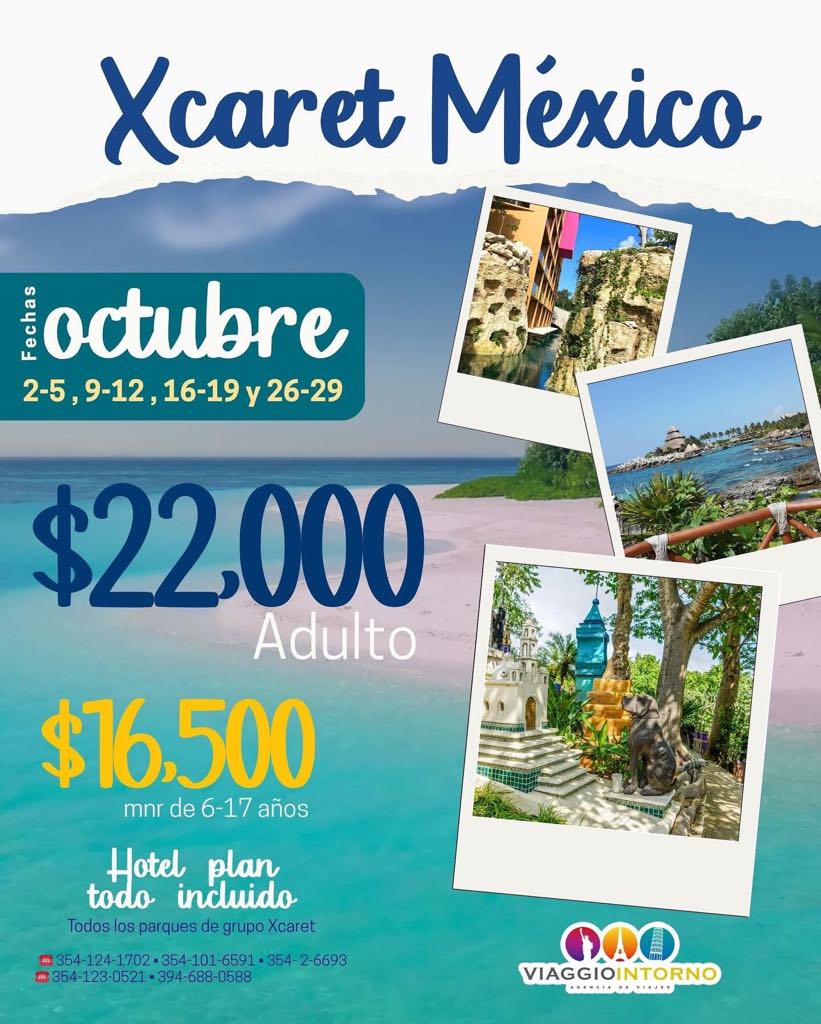 Xcaret México
Fechas
octubre
2-5 , 9-12 , 16-19 y 26-29
$22,000
Adulto
$16,500
mnr de 6-17 años
Hotel plan
todo incluido
Todos los parques de grupo Xcaret
354-124-1702 ▪ 354-101-6591 ▪ 354- 2-6693
354-123-0521 ▪ 394-688-0588
VIAGGIOINTORNO
AGENCIA DE VIAJES